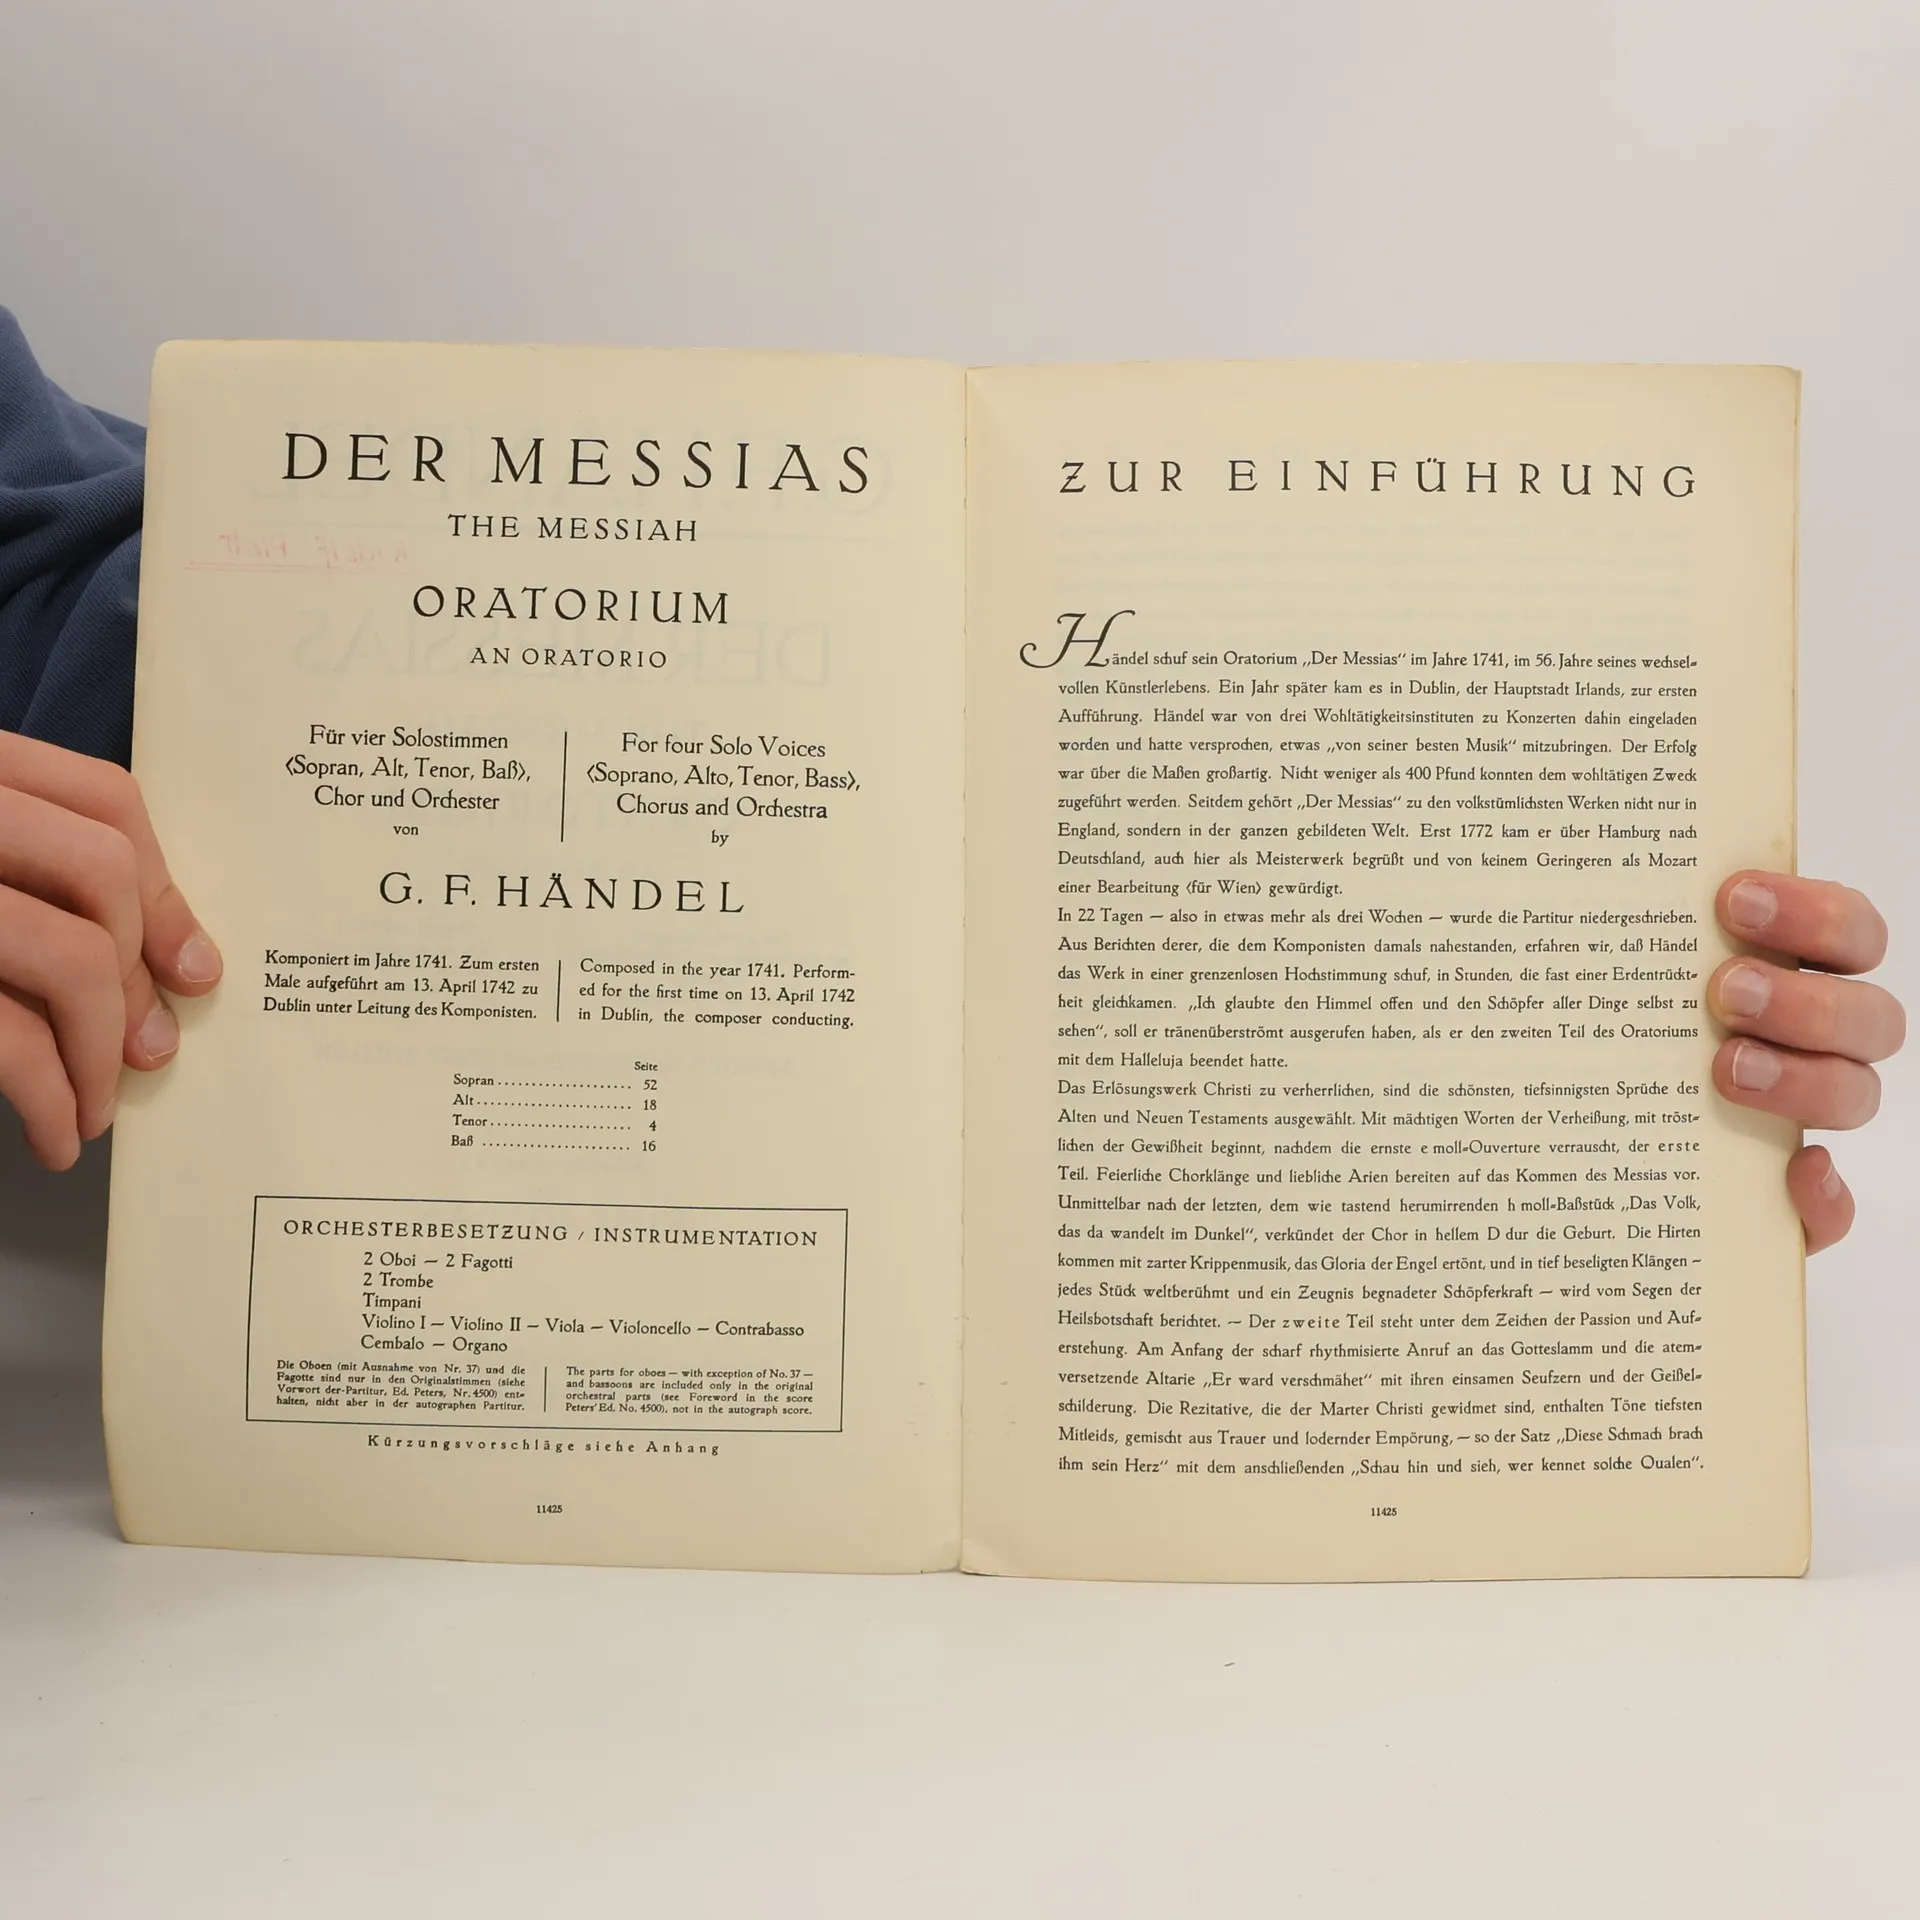 DER MESSIAS
THE MESSIAH
ORATORIUM
AN ORATORIO
Für vier Solostimmen
‹Sopran, Alt, Tenor, Baß›,
Chor und Orchester
von
For four Solo Voices
‹Soprano, Alto, Tenor, Bass›,
Chorus and Orchestra
by
G. F. HÄNDEL
Komponiert im Jahre 1741. Zum ersten
Male aufgeführt am 13. April 1742 zu
Dublin unter Leitung des Komponisten.
Composed in the year 1741. Perform-
ed for the first time on 13. April 1742
in Dublin, the composer conducting.
Seite
Sopran .................... 52
Alt ....................... 18
Tenor ..................... 4
Baß ...................... 16
ORCHESTERBESETZUNG / INSTRUMENTATION
2 Oboi — 2 Fagotti
2 Trombe
Timpani
Violino I — Violino II — Viola — Violoncello — Contrabasso
Cembalo — Organo
Die Oboen (mit Ausnahme von Nr. 37) und die
Fagotte sind nur in den Originalstimmen (siehe
Vorwort der-Partitur, Ed. Peters, Nr. 4500) ent-
halten, nicht aber in der autographen Partitur.
The parts for oboes — with exception of No. 37 —
and bassoons are included only in the original
orchestral parts (see Foreword in the score
Peters' Ed. No. 4500), not in the autograph score.
Kürzungsvorschläge siehe Anhang
11425
ZUR EINFÜHRUNG
Händel schuf sein Oratorium „Der Messias“ im Jahre 1741, im 56. Jahre seines wechsel-
vollen Künstlerlebens. Ein Jahr später kam es in Dublin, der Hauptstadt Irlands, zur ersten
Aufführung. Händel war von drei Wohltätigkeitsinstituten zu Konzerten dahin eingeladen
worden und hatte versprochen, etwas „von seiner besten Musik“ mitzubringen. Der Erfolg
war über die Maßen großartig. Nicht weniger als 400 Pfund konnten dem wohltätigen Zweck
zugeführt werden. Seitdem gehört „Der Messias“ zu den volkstümlichsten Werken nicht nur in
England, sondern in der ganzen gebildeten Welt. Erst 1772 kam er über Hamburg nach
Deutschland, auch hier als Meisterwerk begrüßt und von keinem Geringeren als Mozart
einer Bearbeitung ‹für Wien› gewürdigt.
In 22 Tagen — also in etwas mehr als drei Wochen — wurde die Partitur niedergeschrieben.
Aus Berichten derer, die dem Komponisten damals nahestanden, erfahren wir, daß Händel
das Werk in einer grenzenlosen Hochstimmung schuf, in Stunden, die fast einer Erdentrückt-
heit gleichkamen. „Ich glaubte den Himmel offen und den Schöpfer aller Dinge selbst zu
sehen“, soll er tränenüberströmt ausgerufen haben, als er den zweiten Teil des Oratoriums
mit dem Halleluja beendet hatte.
Das Erlösungswerk Christi zu verherrlichen, sind die schönsten, tiefsinnigsten Sprüche des
Alten und Neuen Testaments ausgewählt. Mit mächtigen Worten der Verheißung, mit tröst-
lichen der Gewißheit beginnt, nachdem die ernste e moll-Ouverture verrauscht, der erste
Teil. Feierliche Chorklänge und liebliche Arien bereiten auf das Kommen des Messias vor.
Unmittelbar nach der letzten, dem wie tastend herumirrenden h moll-Baßstück „Das Volk,
das da wandelt im Dunkel“, verkündet der Chor in hellem D dur die Geburt. Die Hirten
kommen mit zarter Krippenmusik, das Gloria der Engel ertönt, und in tief beseligten Klängen —
jedes Stück weltberühmt und ein Zeugnis begnadeter Schöpferkraft — wird vom Segen der
Heilsbotschaft berichtet. — Der zweite Teil steht unter dem Zeichen der Passion und Auf-
erstehung. Am Anfang der scharf rhythmisierte Anruf an das Gotteslamm und die atem-
versetzende Altarie „Er ward verschmähet“ mit ihren einsamen Seufzern und der Geißel-
schilderung. Die Rezitative, die der Marter Christi gewidmet sind, enthalten Töne tiefsten
Mitleids, gemischt aus Trauer und lodernder Empörung, — so der Satz „Diese Schmach brach
ihm sein Herz“ mit dem anschließenden „Schau hin und sieh, wer kennet solche Qualen“.
11425